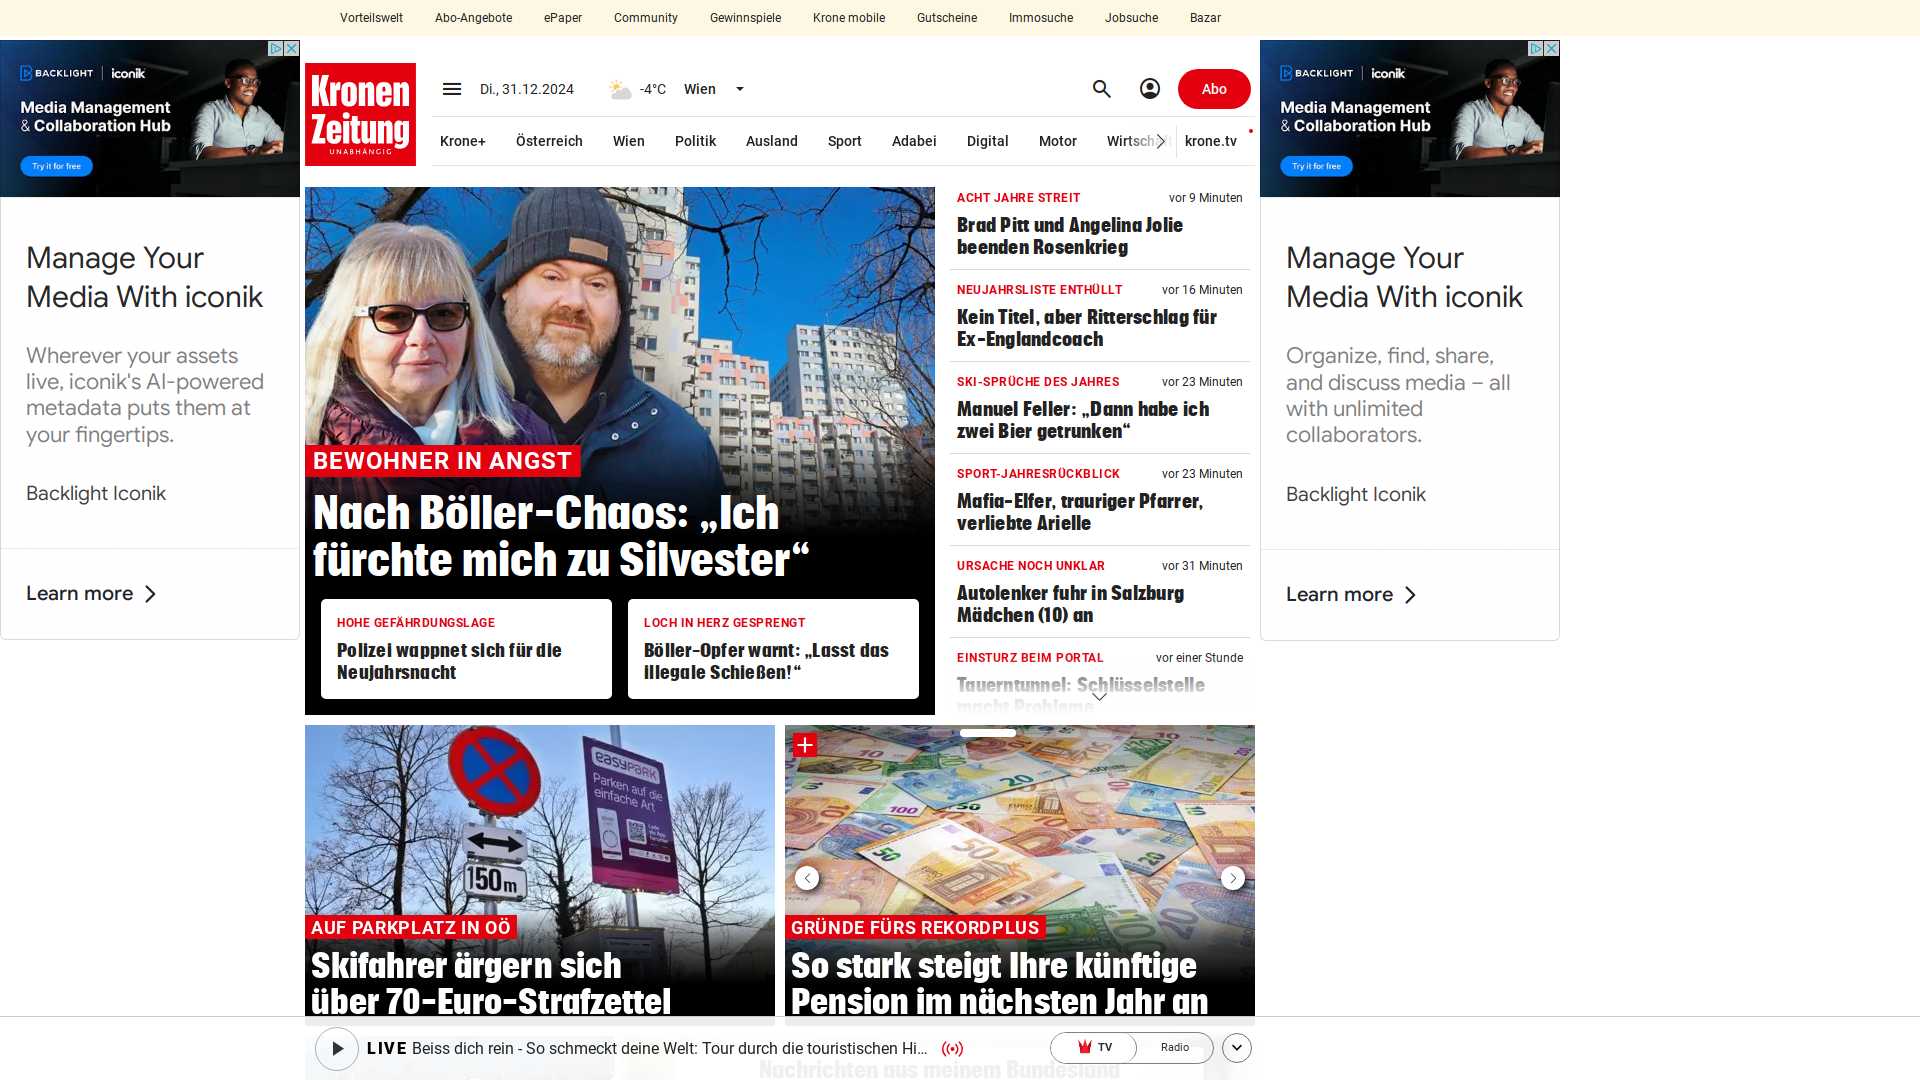 Vorteilswelt
Abo-Angebote
ePaper
Community
Gewinnspiele
Krone mobile
Gutscheine
Immosuche
Jobsuche
Bazar
BACKLIGHT iconik
Media Management
& Collaboration Hub
Try it for free
Manage Your
Media With iconik
Wherever your assets
live, iconik's AI-powered
metadata puts them at
your fingertips.
Backlight Iconik
Learn more
Kronen
Zeitung
UNABHÄNGIG
Di., 31.12.2024
-4°C
Wien
Abo
Krone+
Österreich
Wien
Politik
Ausland
Sport
Adabei
Digital
Motor
Wirtsch
krone.tv
BEWOHNER IN ANGST
Nach Böller-Chaos: „Ich
fürchte mich zu Silvester“
HOHE GEFÄHRDUNGSLAGE
Polizei wappnet sich für die
Neujahrsnacht
LOCH IN HERZ GESPRENGT
Böller-Opfer warnt: „Lasst das
illegale Schießen!“
ACHT JAHRE STREIT
vor 9 Minuten
Brad Pitt und Angelina Jolie
beenden Rosenkrieg
NEUJAHRSLISTE ENTHÜLLT
vor 16 Minuten
Kein Titel, aber Ritterschlag für
Ex-Englandcoach
SKI-SPRÜCHE DES JAHRES
vor 23 Minuten
Manuel Feller: „Dann habe ich
zwei Bier getrunken“
SPORT-JAHRESRÜCKBLICK
vor 23 Minuten
Mafia-Elfer, trauriger Pfarrer,
verliebte Arielle
URSACHE NOCH UNKLAR
vor 31 Minuten
Autolenker fuhr in Salzburg
Mädchen (10) an
EINSTURZ BEIM PORTAL
vor einer Stunde
Tauerntunnel: Schlüsselstelle
macht Probleme
BACKLIGHT iconik
Media Management
& Collaboration Hub
Try it for free
Manage Your
Media With iconik
Organize, find, share,
and discuss media – all
with unlimited
collaborators.
Backlight Iconik
Learn more
easyPARK
Parken auf die
einfache Art
150m
AUF PARKPLATZ IN OÖ
Skifahrer ärgern sich
über 70-Euro-Strafzettel
GRÜNDE FÜRS REKORDPLUS
So stark steigt Ihre künftige
Pension im nächsten Jahr an
LIVE Beiss dich rein - So schmeckt deine Welt: Tour durch die touristischen Hi...
TV
Radio
Nachrichten aus meinem Bundesland